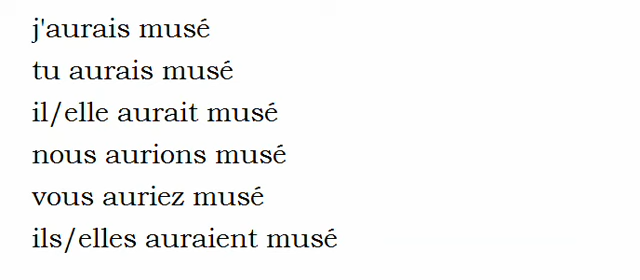 j'aurais musé
tu aurais musé
il/elle aurait musé
nous aurions musé
vous auriez musé
ils/elles auraient musé